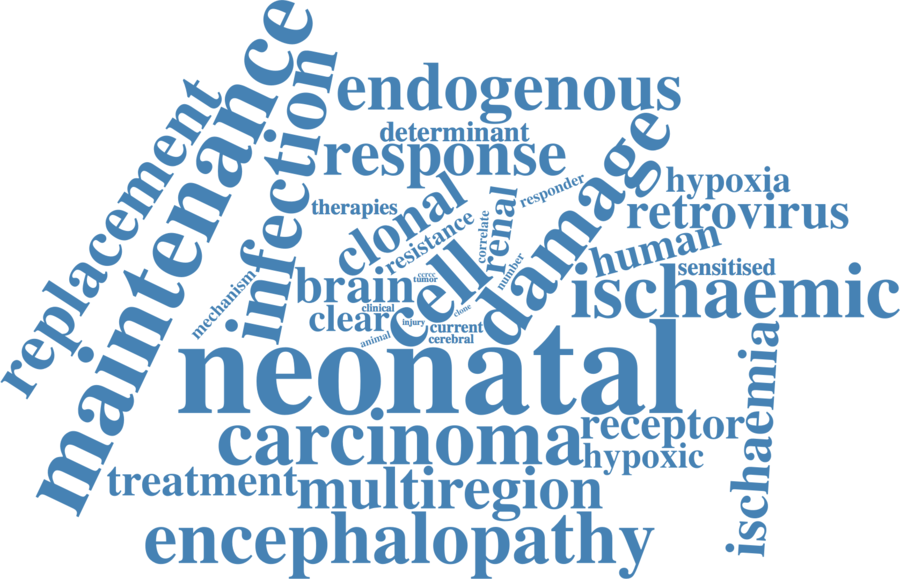 replacement
maintenance
infection
endogenous
determinant
response
therapies
clonal
resistance
correlate
renal
responder
number
damage
hypoxia
retrovirus
human
sensitised
ischaemic
mechanism
brain
ccrcc
tumor
cell
clinical
clone
clear
injury
current
animal
cerebral
neonatal
carcinoma
receptor
hypoxic
ischaemia
treatment
multiregion
encephalopathy